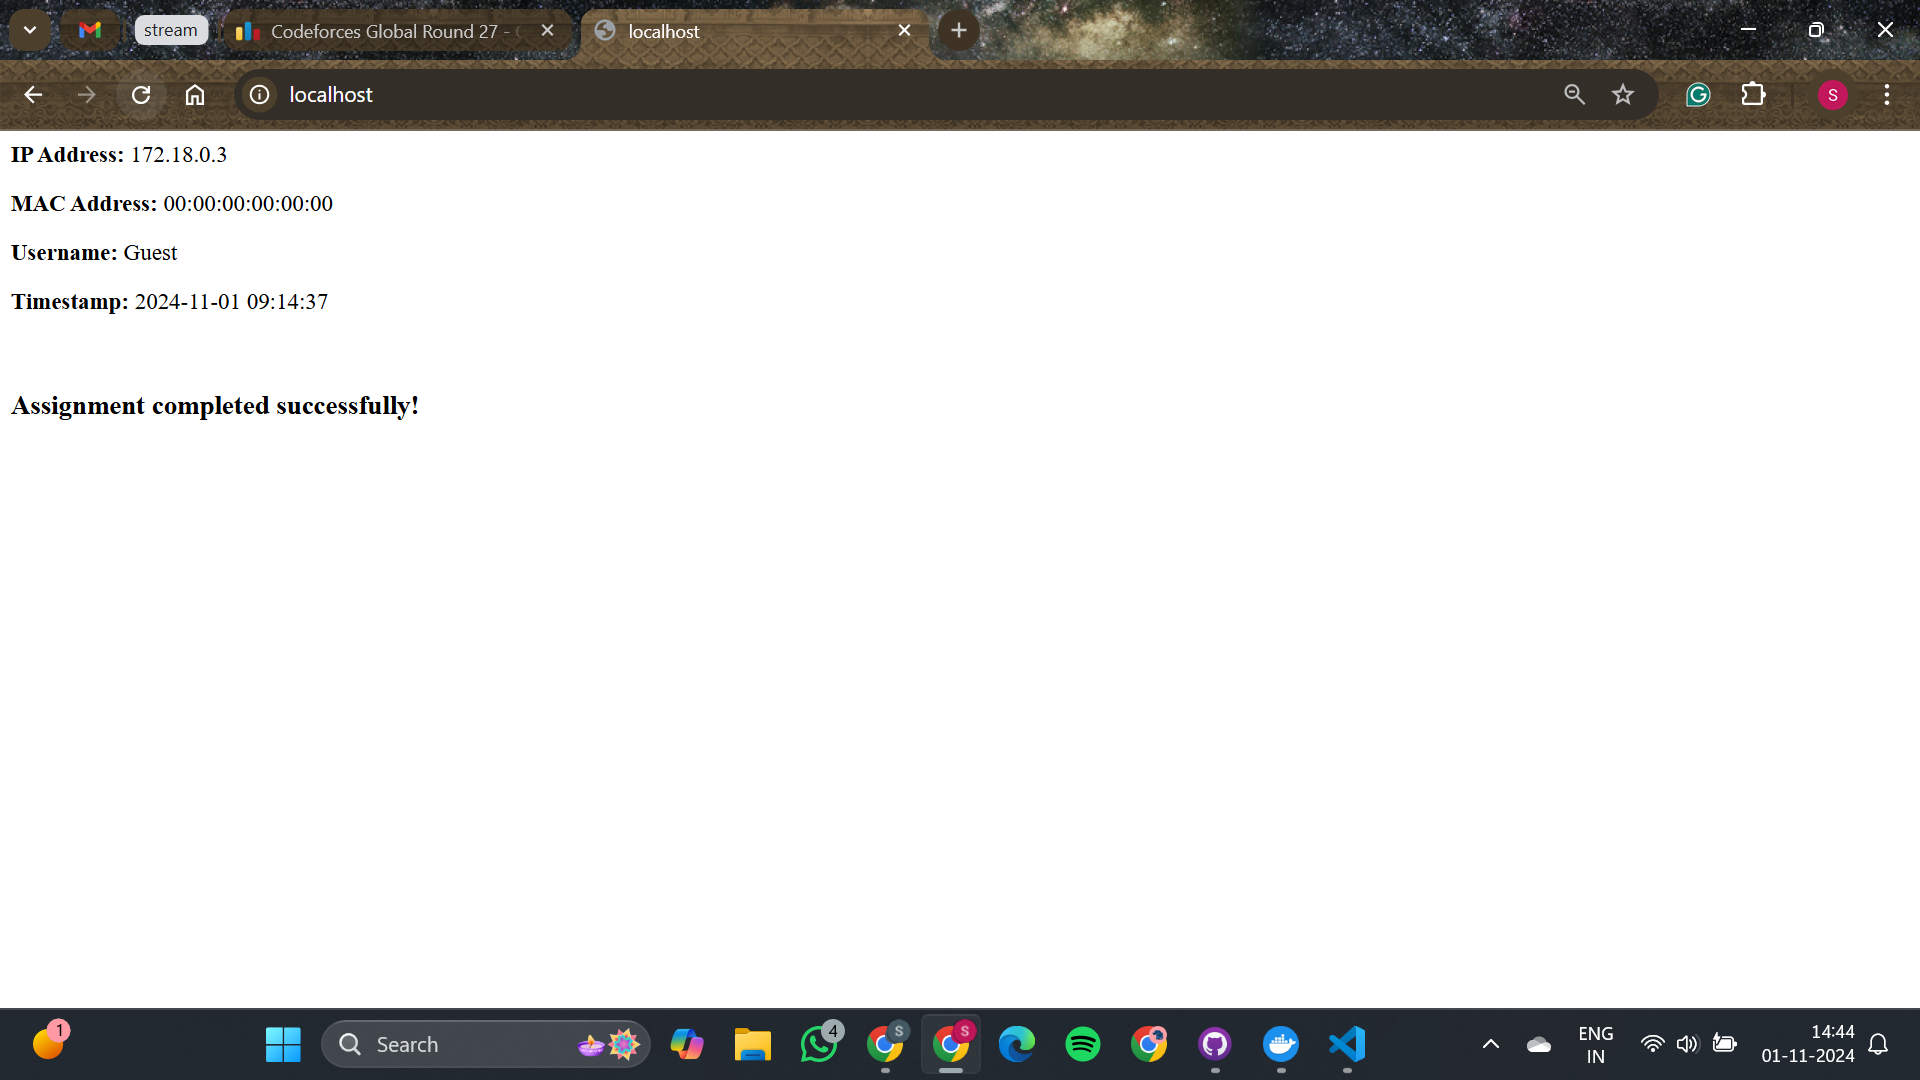 stream
Codeforces Global Round 27 -
localhost
localhost
S
IP Address: 172.18.0.3
MAC Address: 00:00:00:00:00:00
Username: Guest
Timestamp: 2024-11-01 09:14:37
Assignment completed successfully!
1
Search
4
S
S
ENG
IN
14:44
01-11-2024